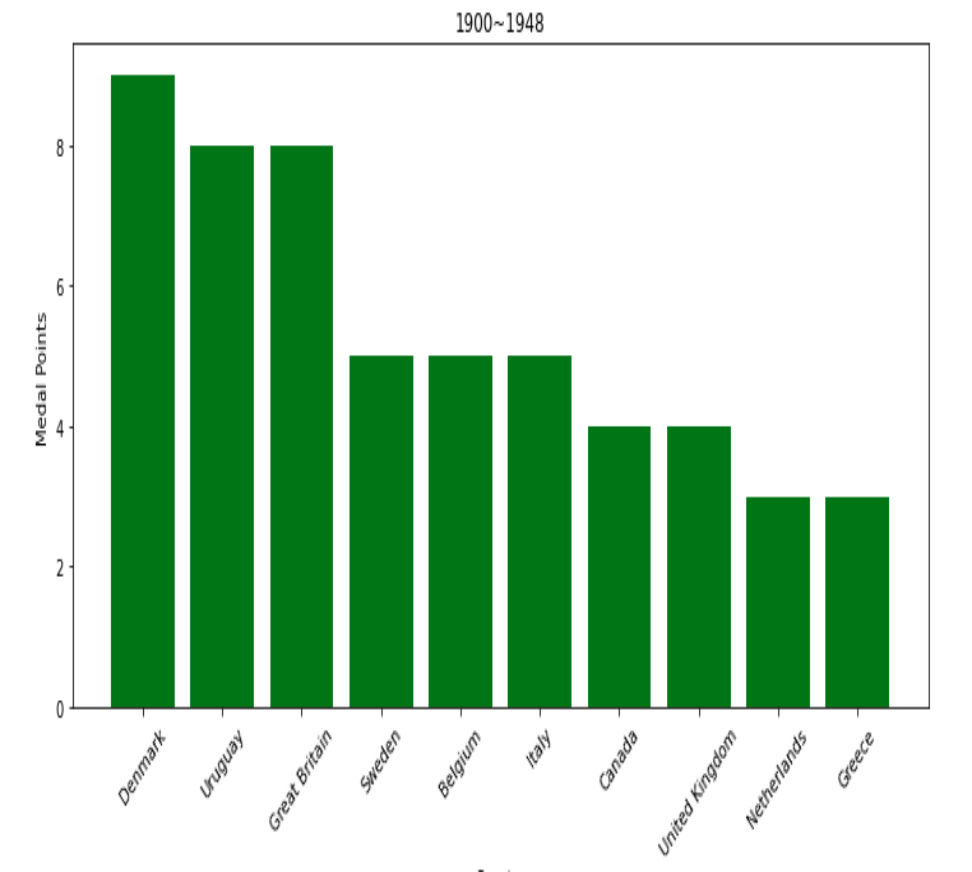 1900~1948
Medal Points
8
6
4
2
0
Denmark
Uruguay
Great Britain
Sweden
Belgium
Italy
Canada
United Kingdom
Netherlands
Greece